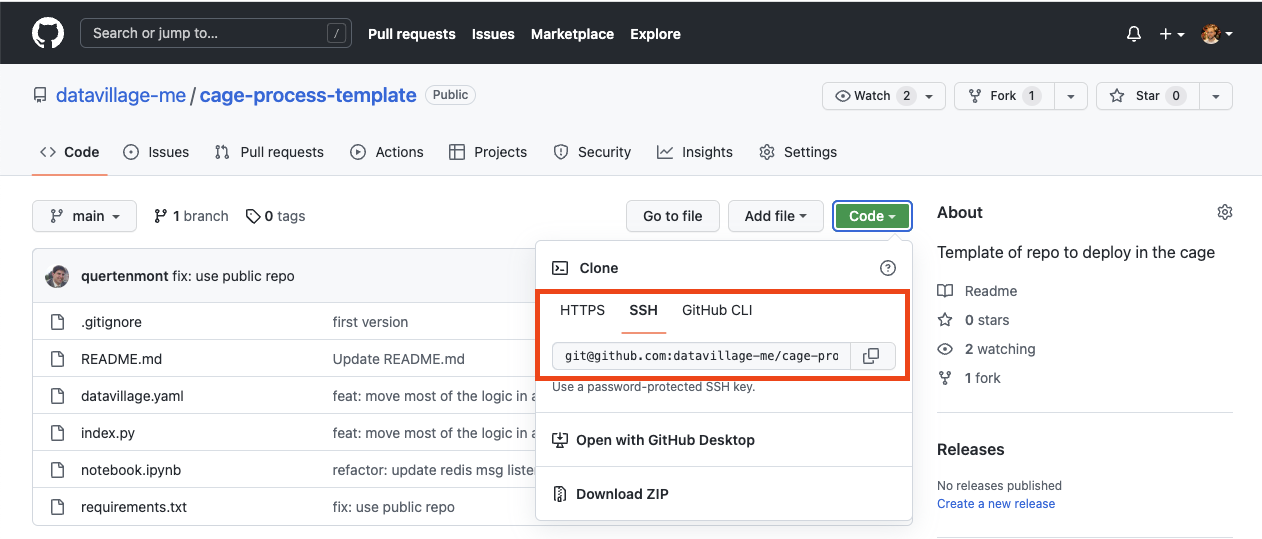 Search or jump to… / Pull requests Issues Marketplace Explore
datavillage-me / cage-process-template Public Watch 2 Fork 1 Star 0
Code Issues Pull requests Actions Projects Security Insights Settings
main 1 branch 0 tags Go to file Add file Code
About
Template of repo to deploy in the cage
Readme
0 stars
2 watching
1 fork
Releases
No releases published
Create a new release
quertenmont fix: use public repo
.gitignore first version
README.md Update README.md
datavillage.yaml feat: move most of the logic in a
index.py feat: move most of the logic in a
notebook.ipynb refactor: update redis msg liste
requirements.txt fix: use public repo
Clone
HTTPS SSH GitHub CLI
git@github.com:datavillage-me/cage-pro
Use a password-protected SSH key.
Open with GitHub Desktop
Download ZIP